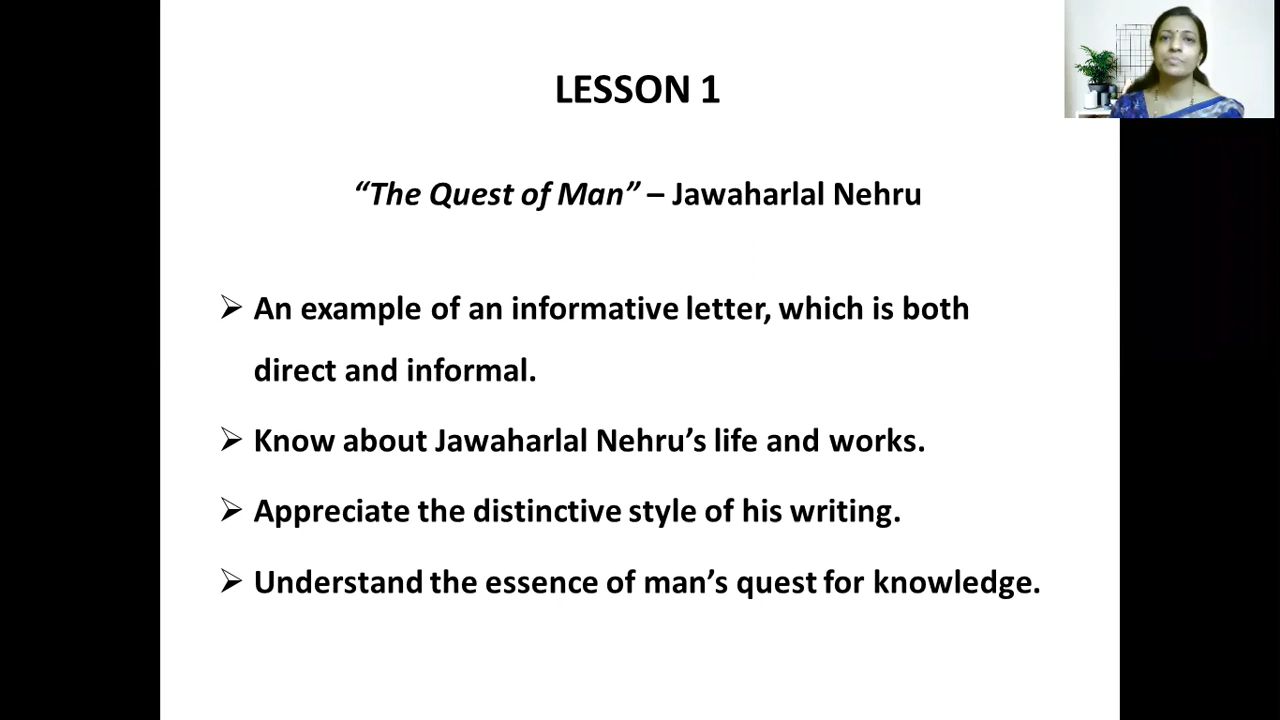 LESSON 1
“The Quest of Man” – Jawaharlal Nehru
➢ An example of an informative letter, which is both
direct and informal.
➢ Know about Jawaharlal Nehru’s life and works.
➢ Appreciate the distinctive style of his writing.
➢ Understand the essence of man’s quest for knowledge.